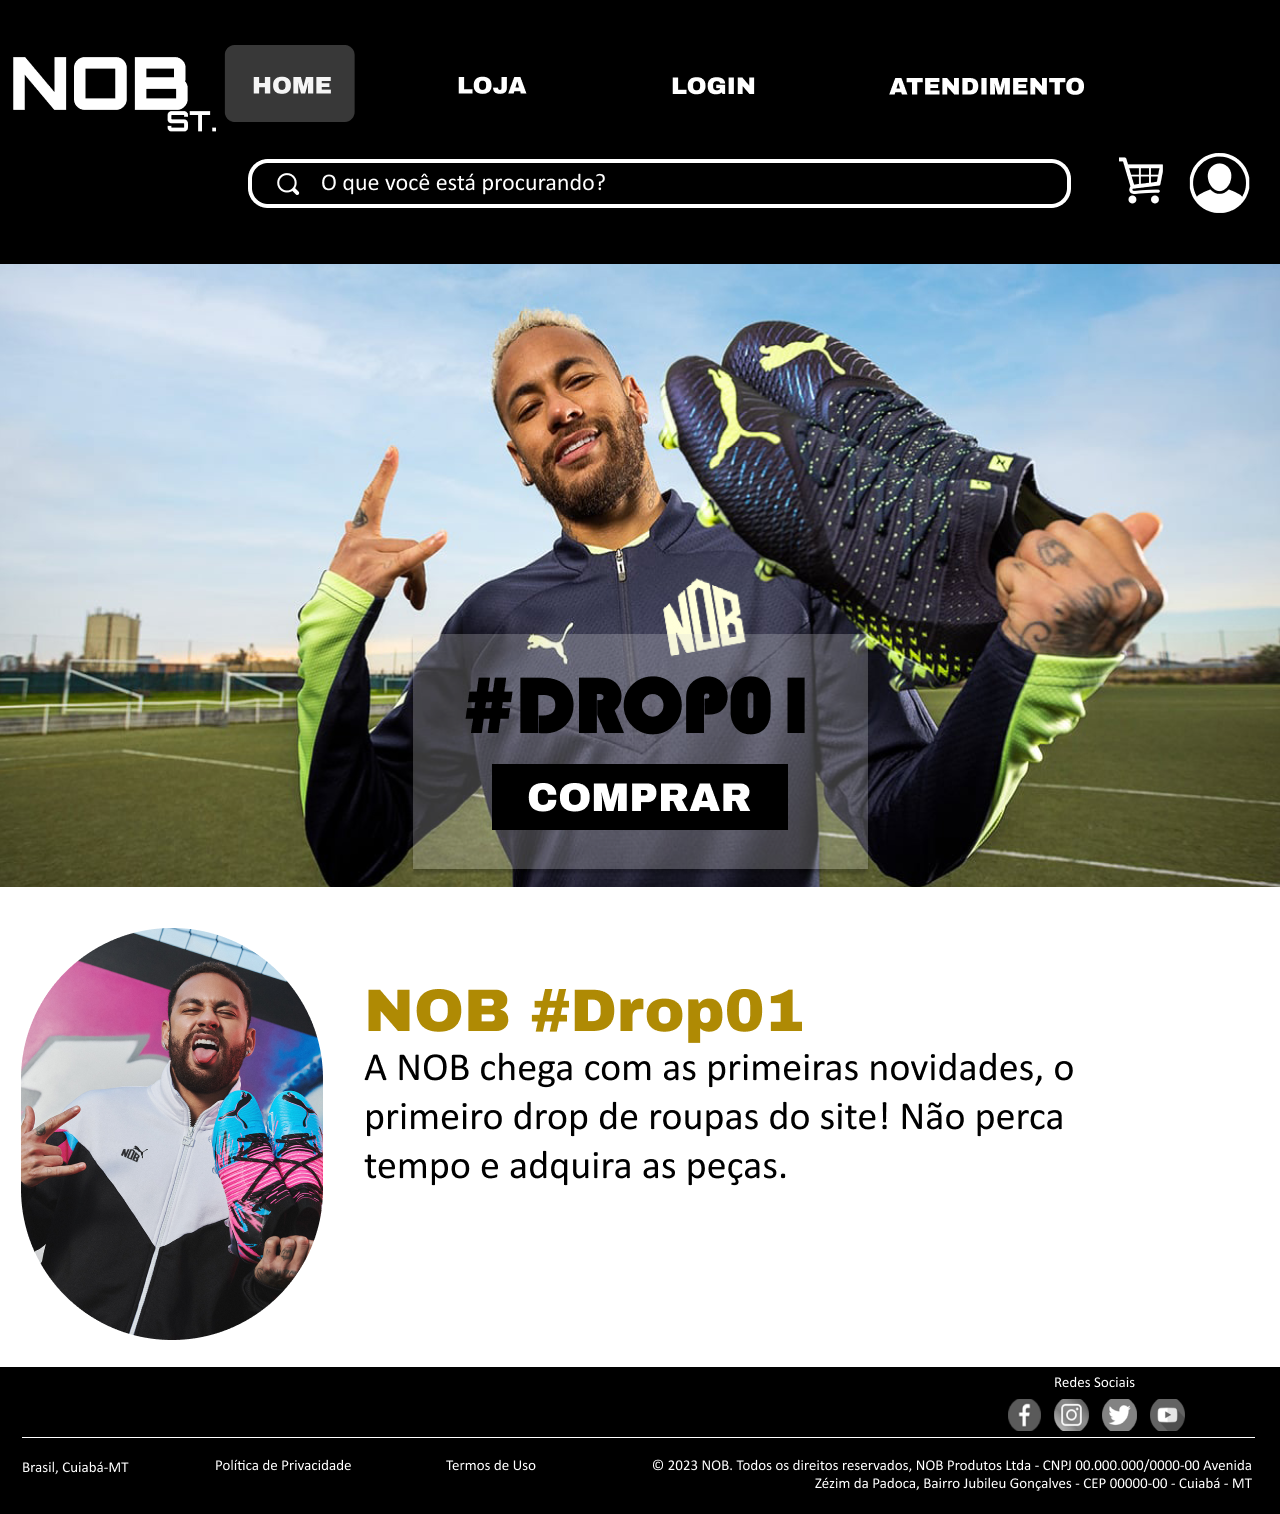 NOB
ST.
HOME
LOJA
LOGIN
ATENDIMENTO
O que você está procurando?
NOB
#DROP01
COMPRAR
NOB
NOB #Drop01
A NOB chega com as primeiras novidades, o
primeiro drop de roupas do site! Não perca
tempo e adquira as peças.
Redes Sociais
Brasil, Cuiabá-MT
Política de Privacidade
Termos de Uso
© 2023 NOB. Todos os direitos reservados, NOB Produtos Ltda - CNPJ 00.000.000/0000-00 Avenida
Zézim da Padoca, Bairro Jubileu Gonçalves - CEP 00000-00 - Cuiabá - MT